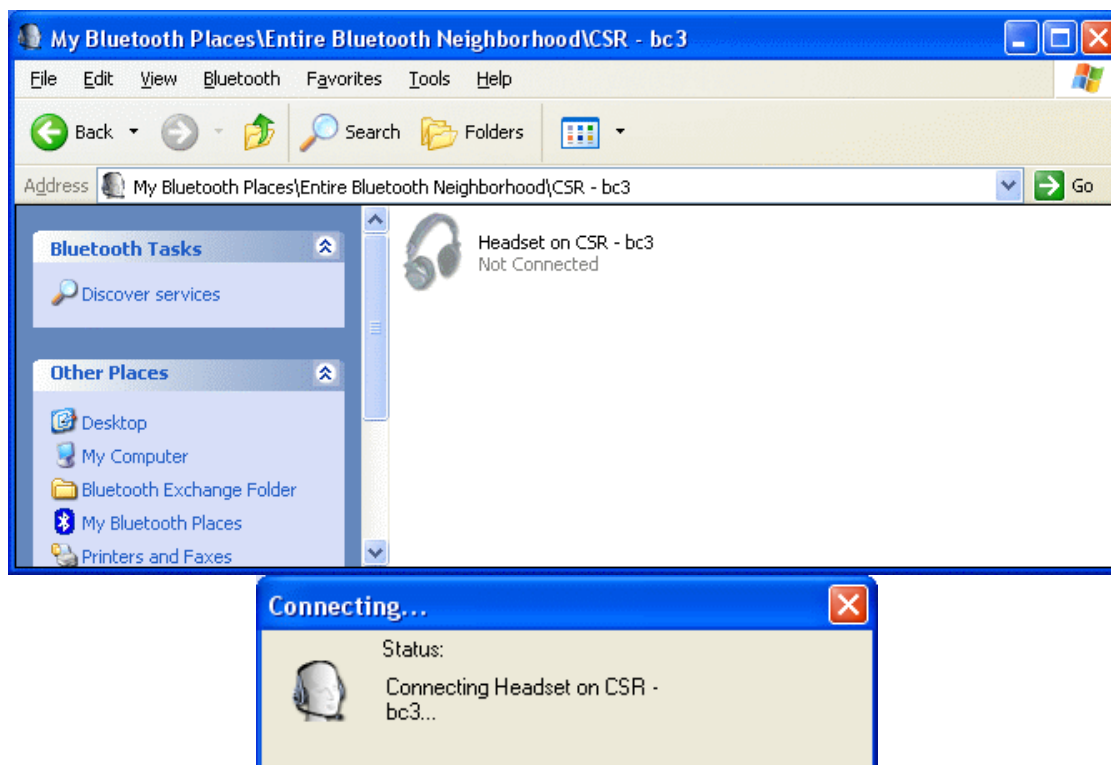 My Bluetooth Places\Entire Bluetooth Neighborhood\CSR - bc3
File Edit View Bluetooth Favorites Tools Help
Back Search Folders
Address My Bluetooth Places\Entire Bluetooth Neighborhood\CSR - bc3 Go
Bluetooth Tasks
Discover services
Other Places
Desktop
My Computer
Bluetooth Exchange Folder
My Bluetooth Places
Printers and Faxes
Headset on CSR - bc3
Not Connected
Connecting...
Status:
Connecting Headset on CSR -
bc3...